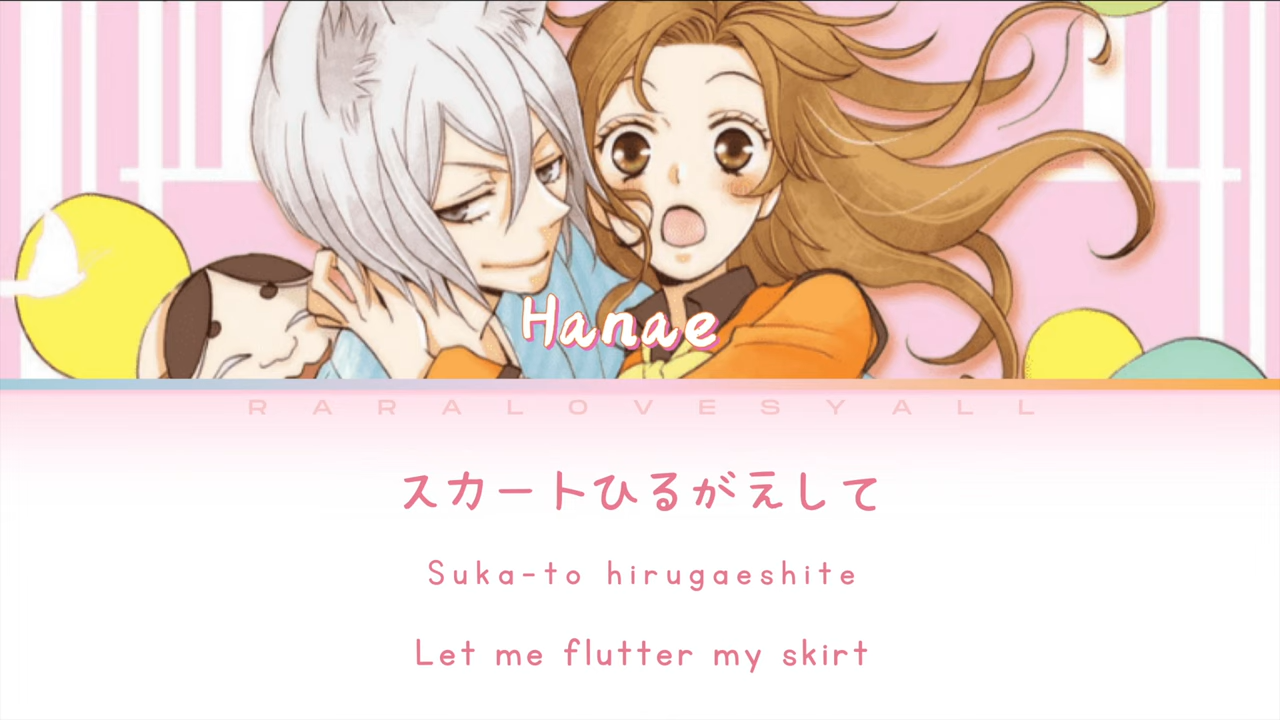 Hanae
RARALOVESYALL
スカートひるがえして
Suka-to hirugaeshite
Let me flutter my skirt